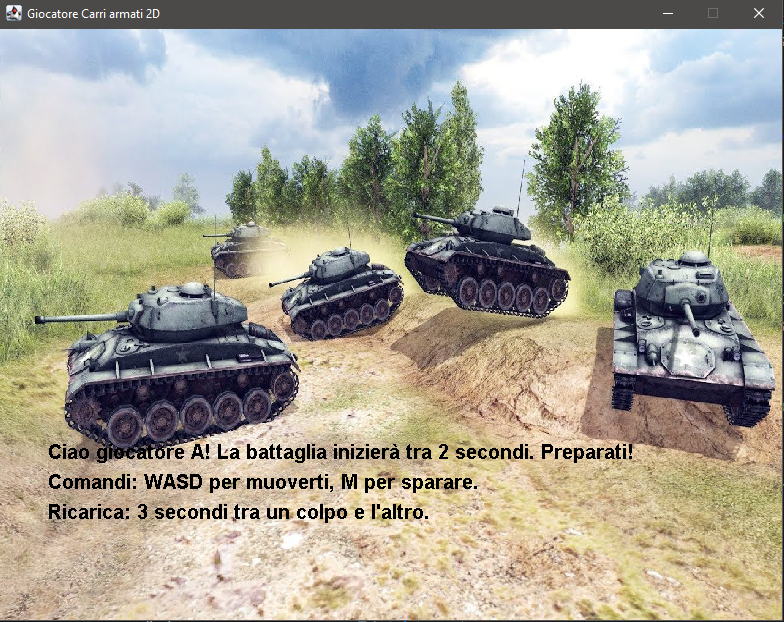 Giocatore Carri armati 2D
Ciao giocatore A! La battaglia inizierà tra 2 secondi. Preparati!
Comandi: WASD per muoverti, M per sparare.
Ricarica: 3 secondi tra un colpo e l'altro.